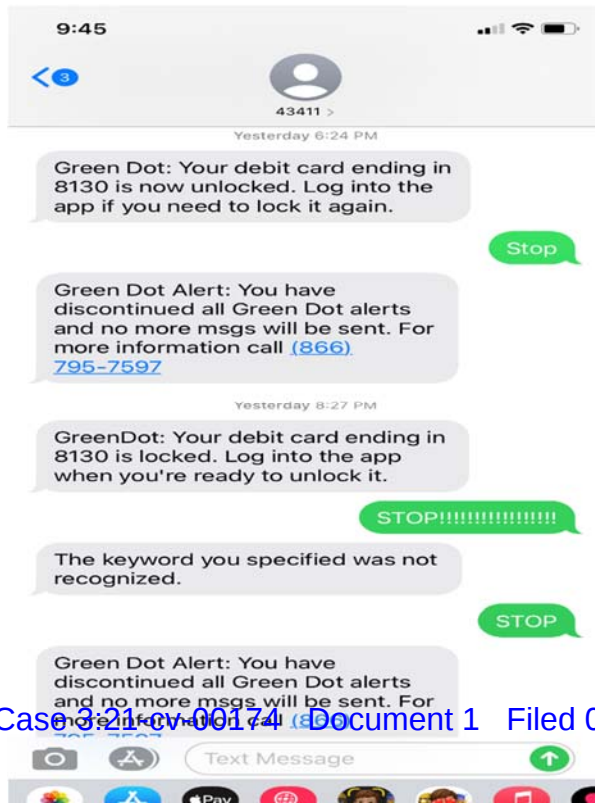 9:45
3
43411 >
Yesterday 6:24 PM
Green Dot: Your debit card ending in
8130 is now unlocked. Log into the
app if you need to lock it again.
Stop
Green Dot Alert: You have
discontinued all Green Dot alerts
and no more msgs will be sent. For
more information call (866)
795-7597
Yesterday 8:27 PM
GreenDot: Your debit card ending in
8130 is locked. Log into the app
when you're ready to unlock it.
STOP!!!!!!!!!!!!!!!!!
The keyword you specified was not
recognized.
STOP
Green Dot Alert: You have
discontinued all Green Dot alerts
and no more msgs will be sent. For
more information call (866)
Case 3:21-cv-00174 Document 1 Filed 0
Text Message
Pay